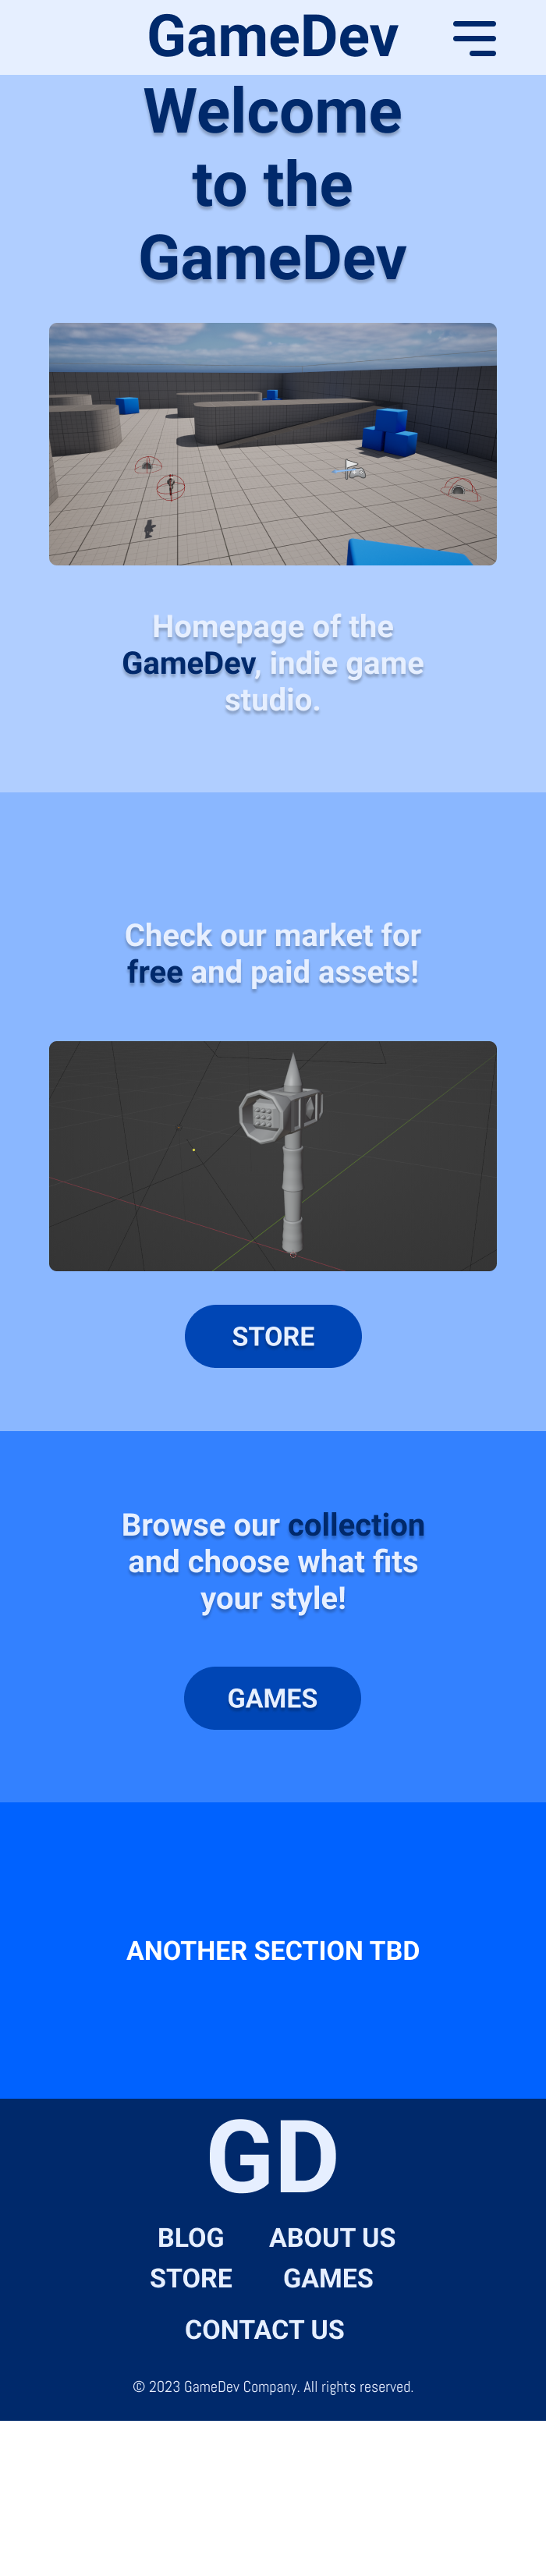 GameDev
Welcome
to the
GameDev
Homepage of the
GameDev, indie game
studio.
Check our market for
free and paid assets!
STORE
Browse our collection
and choose what fits
your style!
GAMES
ANOTHER SECTION TBD
GD
BLOG ABOUT US
STORE GAMES
CONTACT US
© 2023 GameDev Company. All rights reserved.